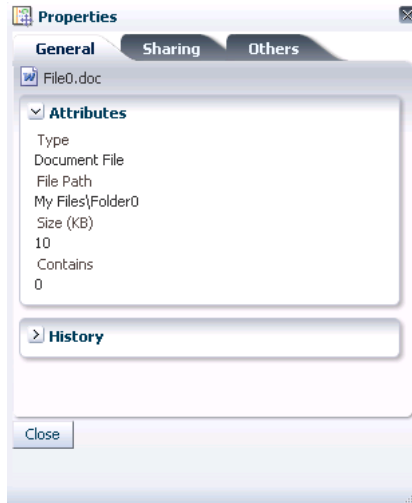 Properties
General Sharing Others
File0.doc
Attributes
Type
Document File
File Path
My Files\Folder0
Size (KB)
10
Contains
0
History
Close